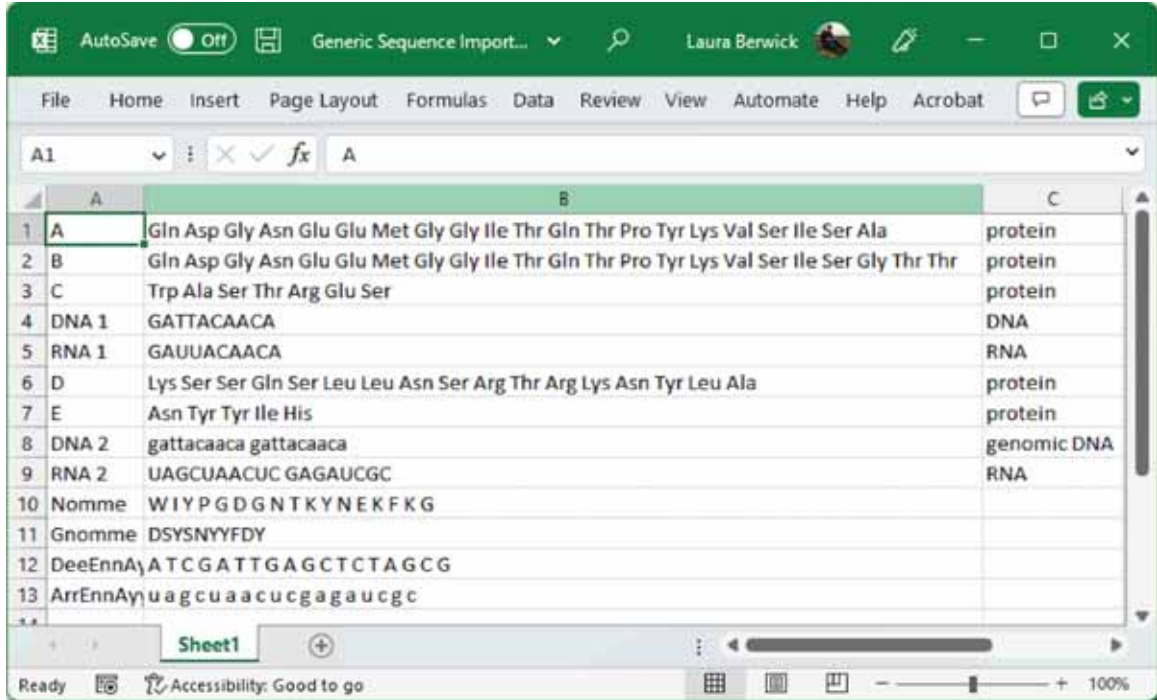 AutoSave Off Generic Sequence Import... Laura Berwick
File Home Insert Page Layout Formulas Data Review View Automate Help Acrobat
A1 fx A
A B C
1 A Gln Asp Gly Asn Glu Glu Met Gly Gly Ile Thr Gln Thr Pro Tyr Lys Val Ser Ile Ser Ala protein
2 B Gln Asp Gly Asn Glu Glu Met Gly Gly Ile Thr Gln Thr Pro Tyr Lys Val Ser Ile Ser Gly Thr Thr protein
3 C Trp Ala Ser Thr Arg Glu Ser protein
4 DNA 1 GATTACAACA DNA
5 RNA 1 GAUUACAACA RNA
6 D Lys Ser Ser Gln Ser Leu Leu Asn Ser Arg Thr Arg Lys Asn Tyr Leu Ala protein
7 E Asn Tyr Tyr Ile His protein
8 DNA 2 gattacaaca gattacaaca genomic DNA
9 RNA 2 UAGCUAACUC GAGAUCGC RNA
10 Nomme W I Y P G D G N T K Y N E K F K G
11 Gnomme DSYSNYYFDY
12 DeeEnnAy A T C G A T T G A G C T C T A G C G
13 ArrEnnAy u a g c u a a c u c g a g a u c g c
Sheet1
Ready Accessibility: Good to go 100%